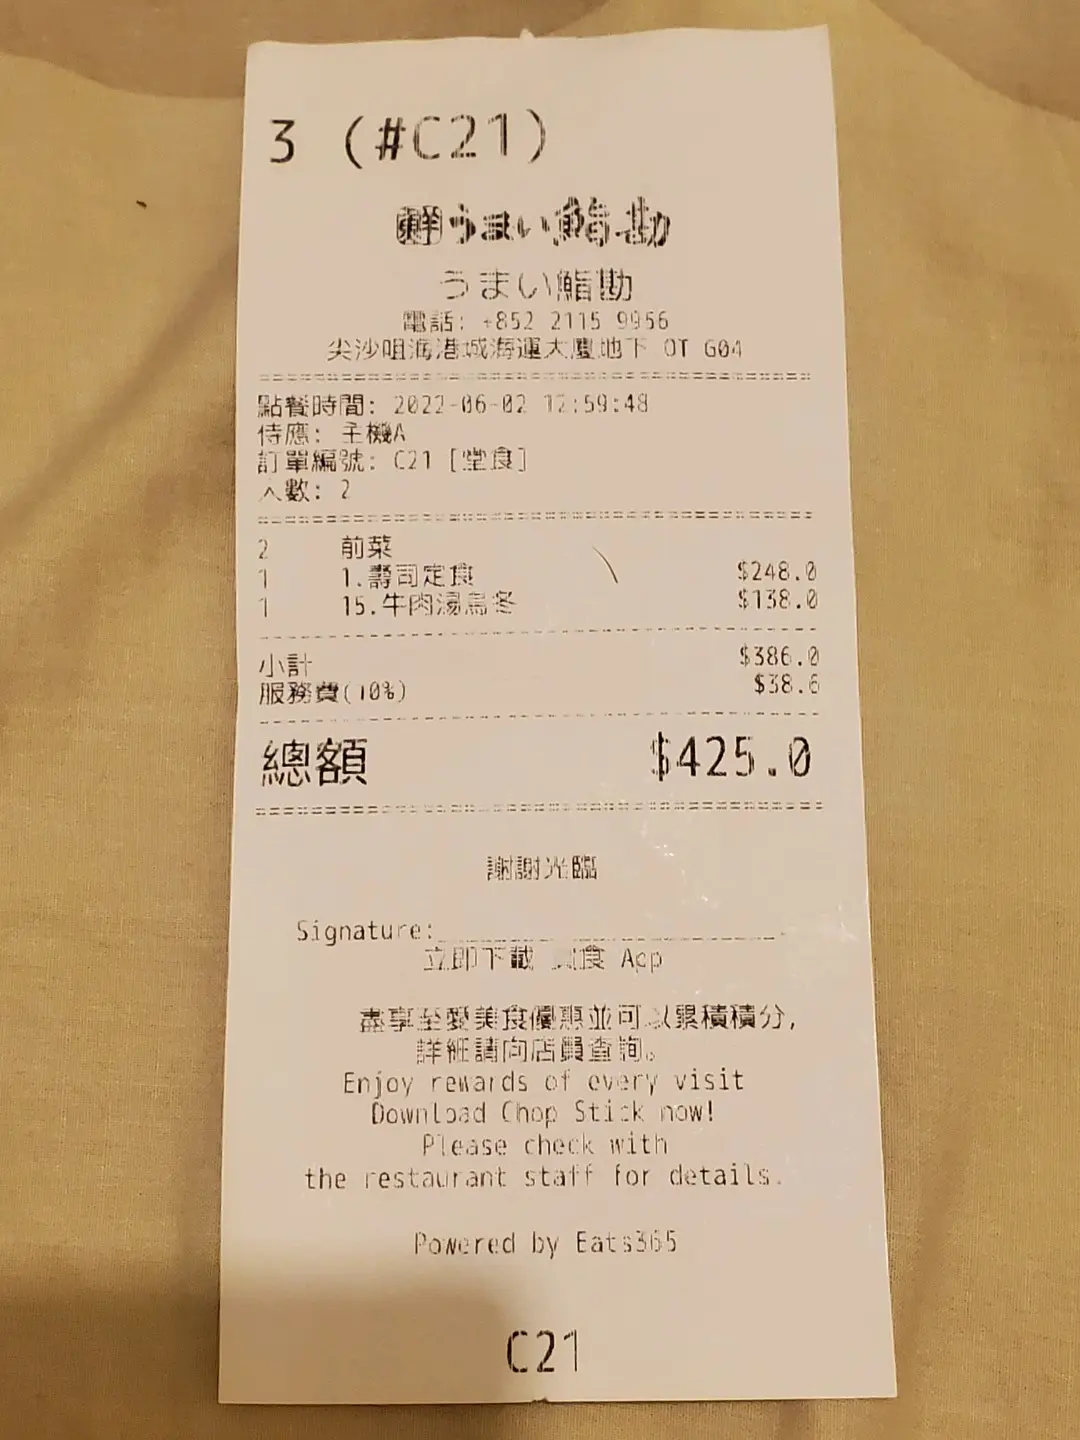 3 (#C21)
鮮うまい鮨勘
うまい鮨勘
電話: +852 2115 9956
尖沙咀海港城海運大廈地下 OT G04
點餐時間: 2022-06-02 12:59:48
侍應: 主機A
訂單編號: C21 [堂食]
人數: 2
2 前菜
1 1.壽司定食 $248.0
1 15.牛肉湯烏冬 $138.0
小計 $386.0
服務費(10%) $38.6
總額 $425.0
謝謝光臨
Signature:
立即下載 食 App
盡享至愛美食優惠並可以累積積分,
詳細請向店員查詢。
Enjoy rewards of every visit
Download Chop Stick now!
Please check with
the restaurant staff for details.
Powered by Eats365
C21